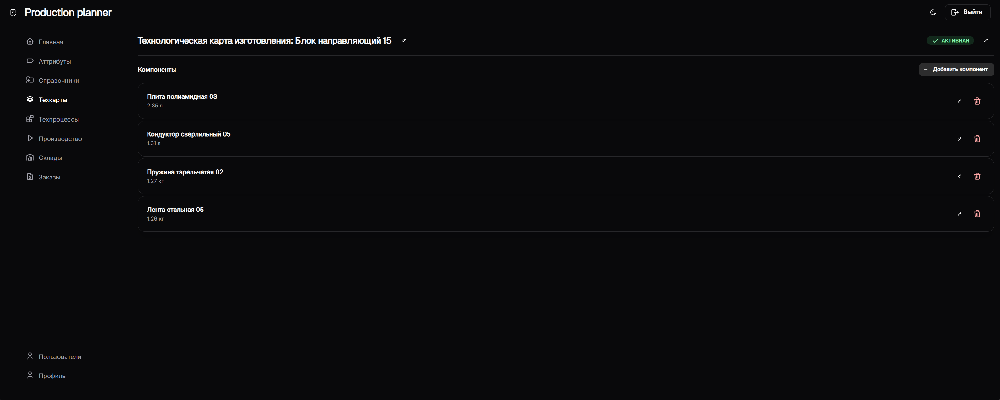 Production planner
Выйти
Главная
Аттрибуты
Справочники
Техкарты
Техпроцессы
Производство
Склады
Заказы
Пользователи
Профиль
Технологическая карта изготовления: Блок направляющий 15
АКТИВНАЯ
Компоненты
+ Добавить компонент
Плита полиамидная 03
2.85 л
Кондуктор сверлильный 05
1.31 л
Пружина тарельчатая 02
1.27 кг
Лента стальная 05
1.26 кг